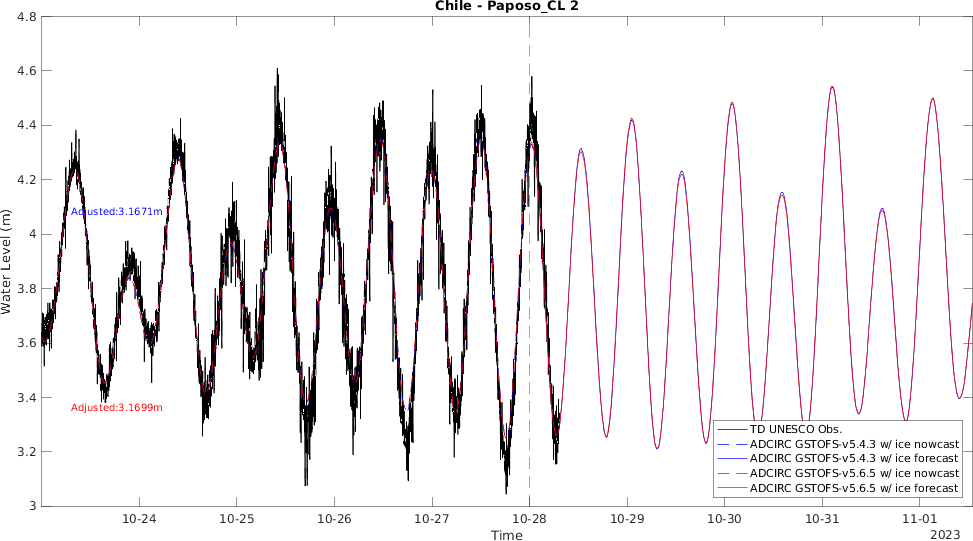 Chile - Paposo_CL 2
4.8
4.6
4.4
4.2
4
3.8
3.6
3.4
3.2
3
Water Level (m)
Adjusted:3.1671m
Adjusted:3.1699m
TD UNESCO Obs.
ADCIRC GSTOFS-v5.4.3 w/ ice nowcast
ADCIRC GSTOFS-v5.4.3 w/ ice forecast
ADCIRC GSTOFS-v5.6.5 w/ ice nowcast
ADCIRC GSTOFS-v5.6.5 w/ ice forecast
10-24 10-25 10-26 10-27 10-28 10-29 10-30 10-31 11-01
Time
2023